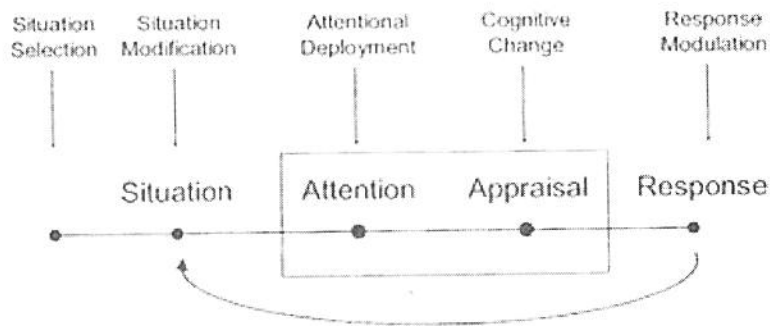 Situation
Selection
Situation
Modification
Attentional
Deployment
Cognitive
Change
Response
Modulation
Situation
Attention
Appraisal
Response